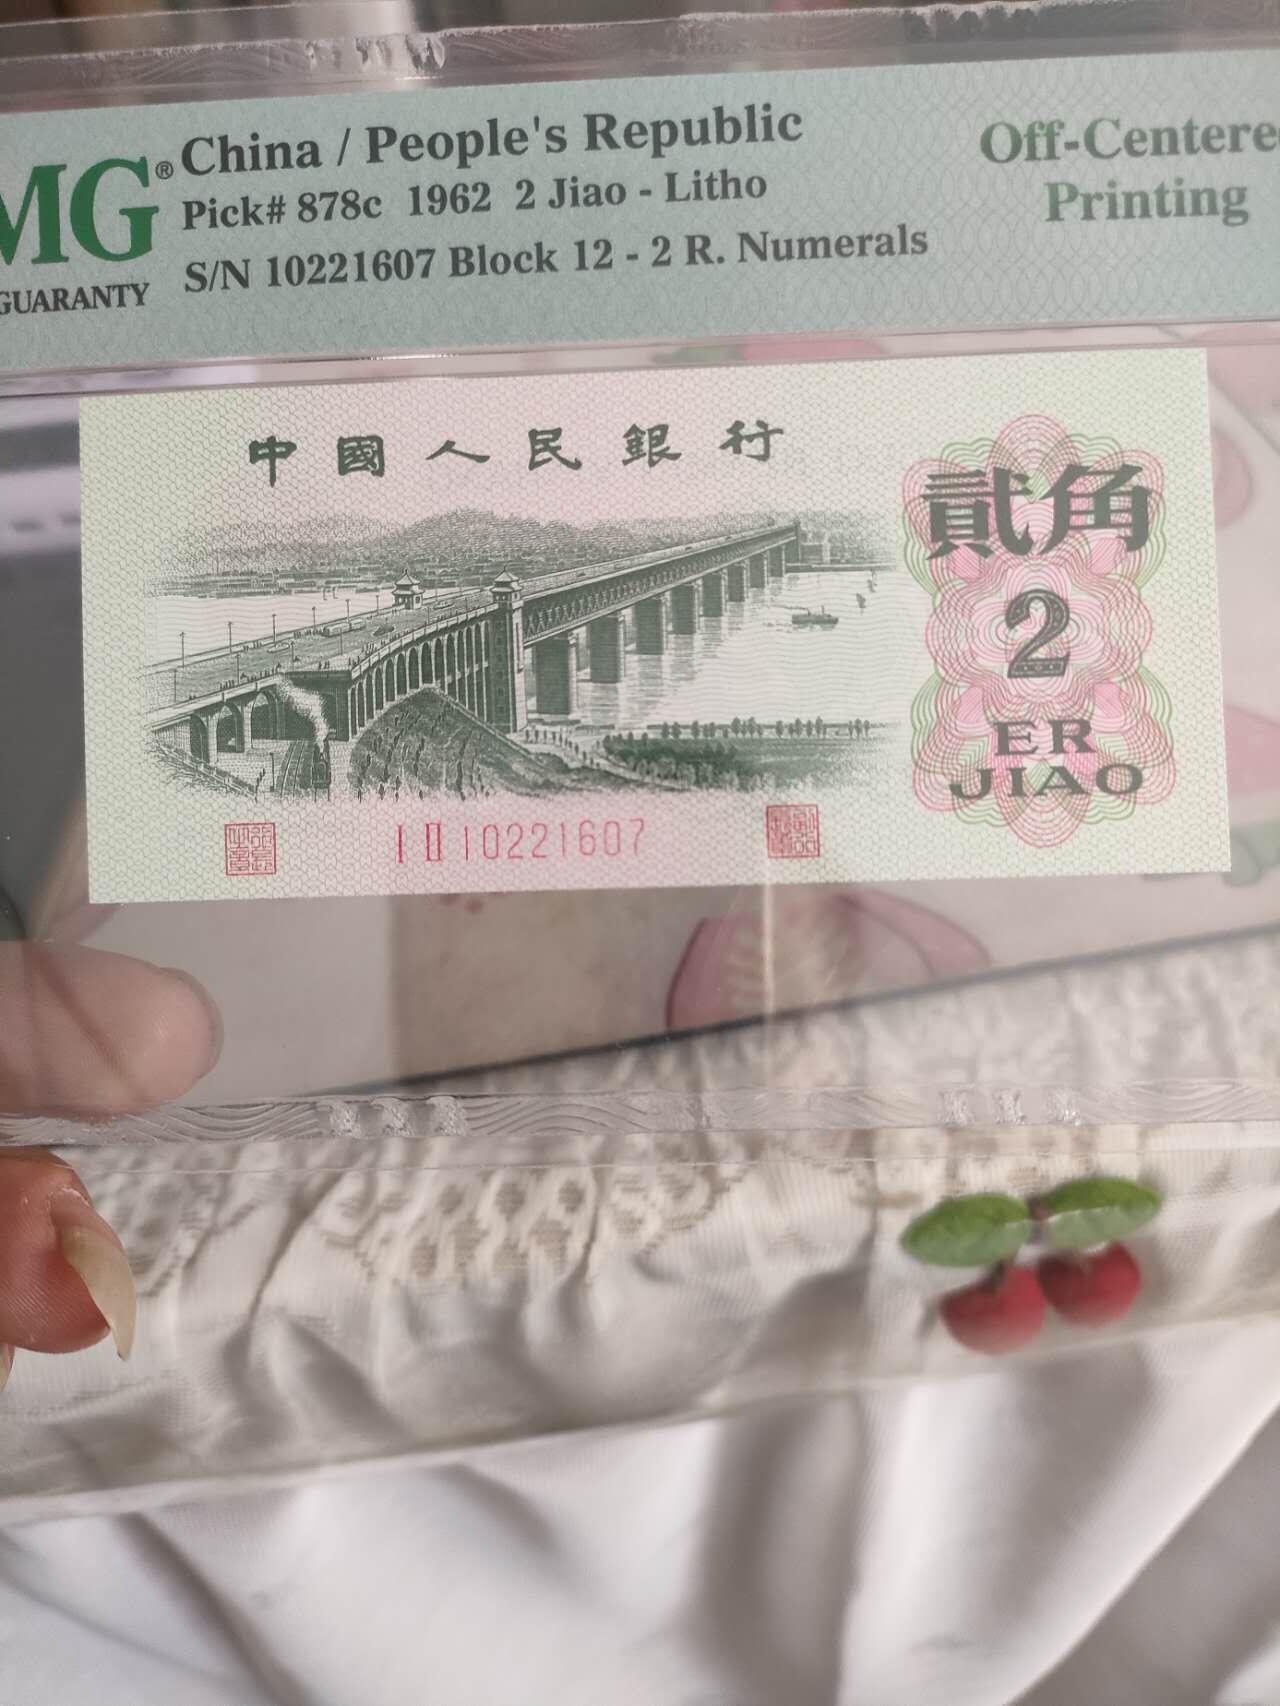 MG®
GUARANTY
China / People's Republic
Pick# 878c 1962 2 Jiao - Litho
S/N 10221607 Block 12 - 2 R. Numerals
Off-Centere
Printing
中國人民銀行
貳角
2
ER
JIAO
I II 10221607